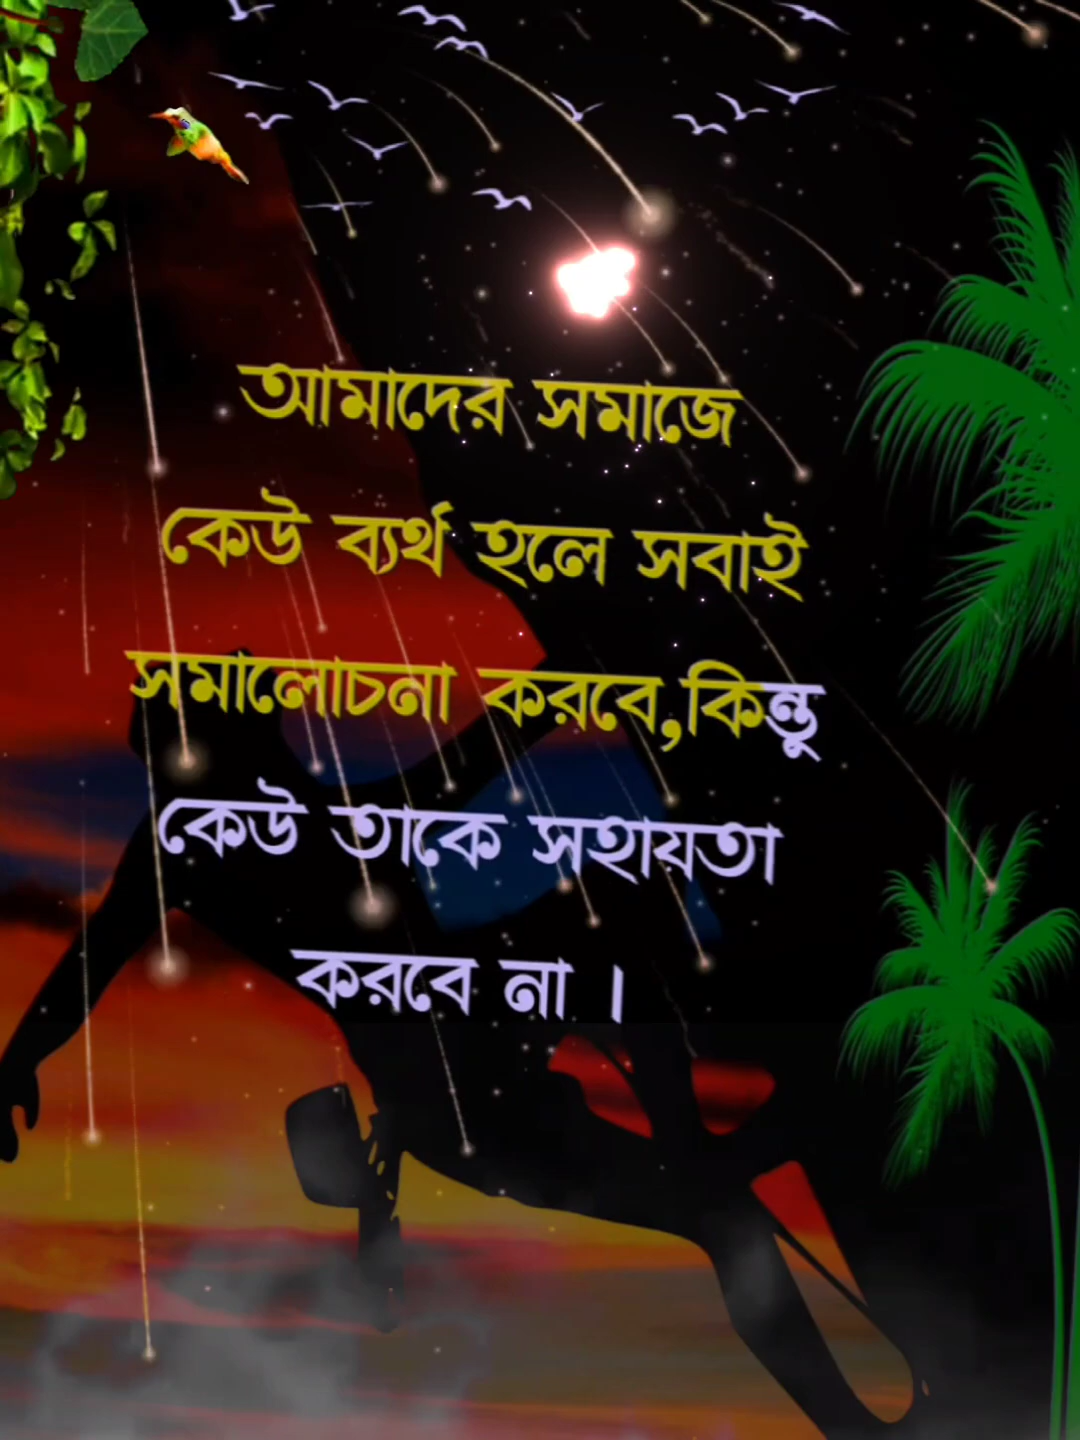 আমাদের সমাজে
কেউ ব্যর্থ হলে সবাই
সমালোচনা করবে,কিন্তু
কেউ তাকে সহায়তা
করবে না ।